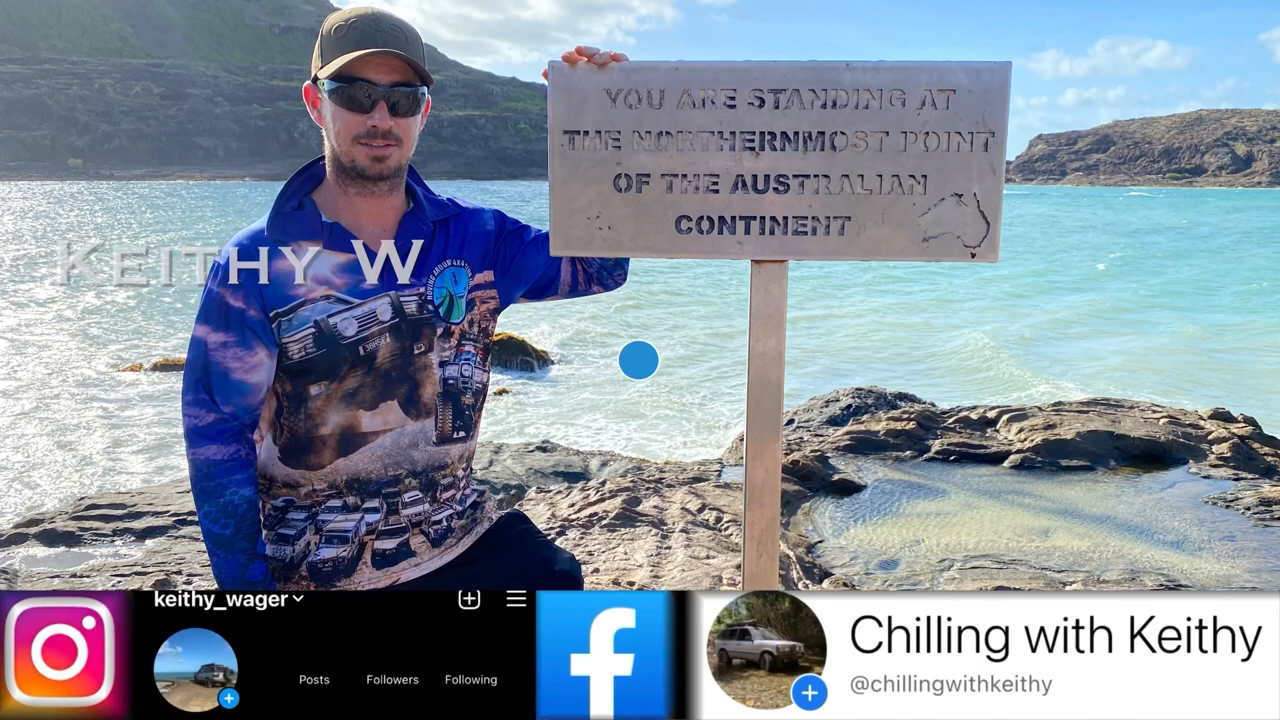 YOU ARE STANDING AT
THE NORTHERNMOST POINT
OF THE AUSTRALIAN
CONTINENT
KEITHY W
keithy_wager
Posts Followers Following
f
Chilling with Keithy
@chillingwithkeithy